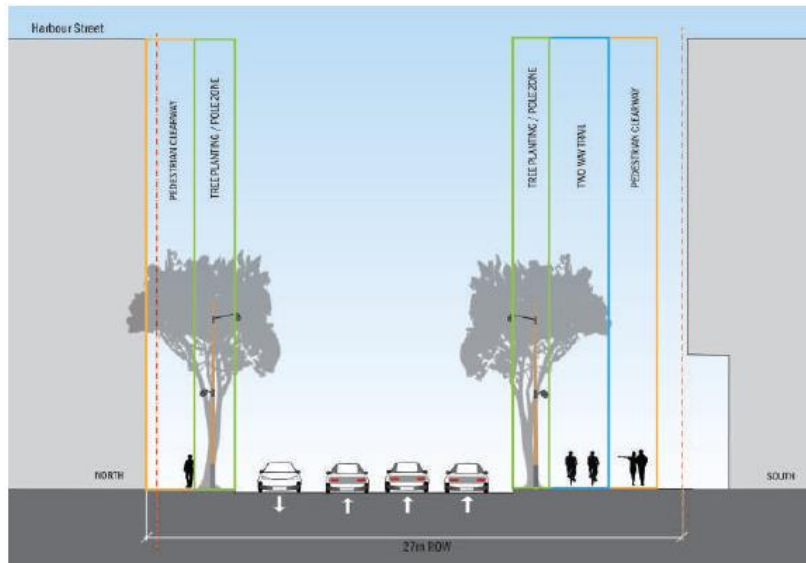 Harbour Street
PEDESTRIAN CLEARWAY
TREE PLANTING / POLE ZONE
TREE PLANTING / POLE ZONE
TWO WAY TRAIL
PEDESTRIAN CLEARWAY
NORTH
SOUTH
27m ROW